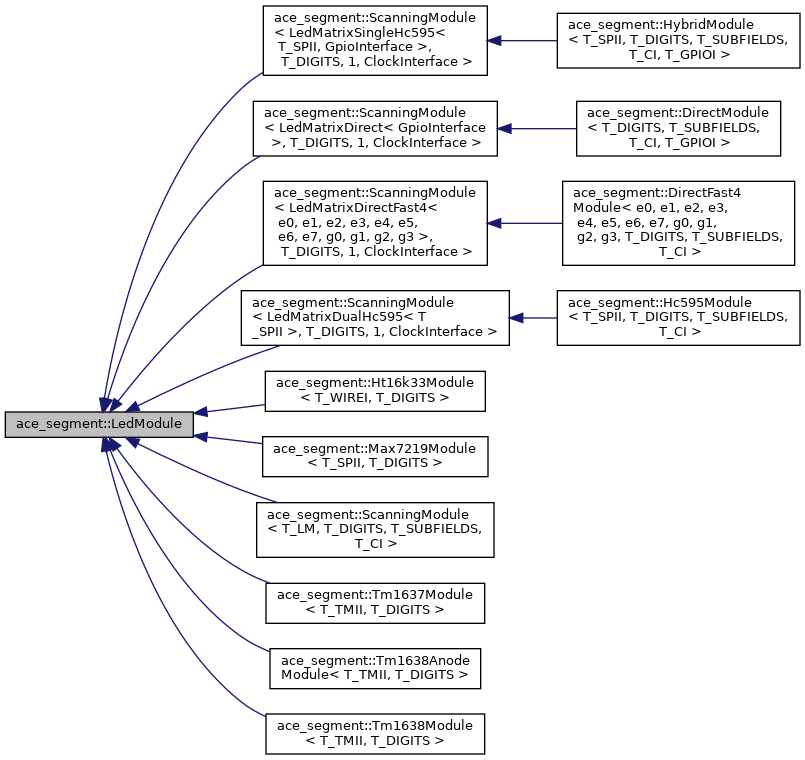 ace_segment::ScanningModule
< LedMatrixSingleHc595<
T_SPII, GpioInterface >,
T_DIGITS, 1, ClockInterface >
ace_segment::HybridModule
< T_SPII, T_DIGITS, T_SUBFIELDS,
T_CI, T_GPIOI >
ace_segment::ScanningModule
< LedMatrixDirect< GpioInterface
>, T_DIGITS, 1, ClockInterface >
ace_segment::DirectModule
< T_DIGITS, T_SUBFIELDS,
T_CI, T_GPIOI >
ace_segment::ScanningModule
< LedMatrixDirectFast4<
e0, e1, e2, e3, e4, e5,
e6, e7, g0, g1, g2, g3 >,
T_DIGITS, 1, ClockInterface >
ace_segment::DirectFast4
Module< e0, e1, e2, e3,
e4, e5, e6, e7, g0, g1,
g2, g3, T_DIGITS, T_SUBFIELDS,
T_CI >
ace_segment::ScanningModule
< LedMatrixDualHc595< T
_SPII >, T_DIGITS, 1, ClockInterface >
ace_segment::Hc595Module
< T_SPII, T_DIGITS, T_SUBFIELDS,
T_CI >
ace_segment::Ht16k33Module
< T_WIREI, T_DIGITS >
ace_segment::LedModule
ace_segment::Max7219Module
< T_SPII, T_DIGITS >
ace_segment::ScanningModule
< T_LM, T_DIGITS, T_SUBFIELDS,
T_CI >
ace_segment::Tm1637Module
< T_TMII, T_DIGITS >
ace_segment::Tm1638Anode
Module< T_TMII, T_DIGITS >
ace_segment::Tm1638Module
< T_TMII, T_DIGITS >